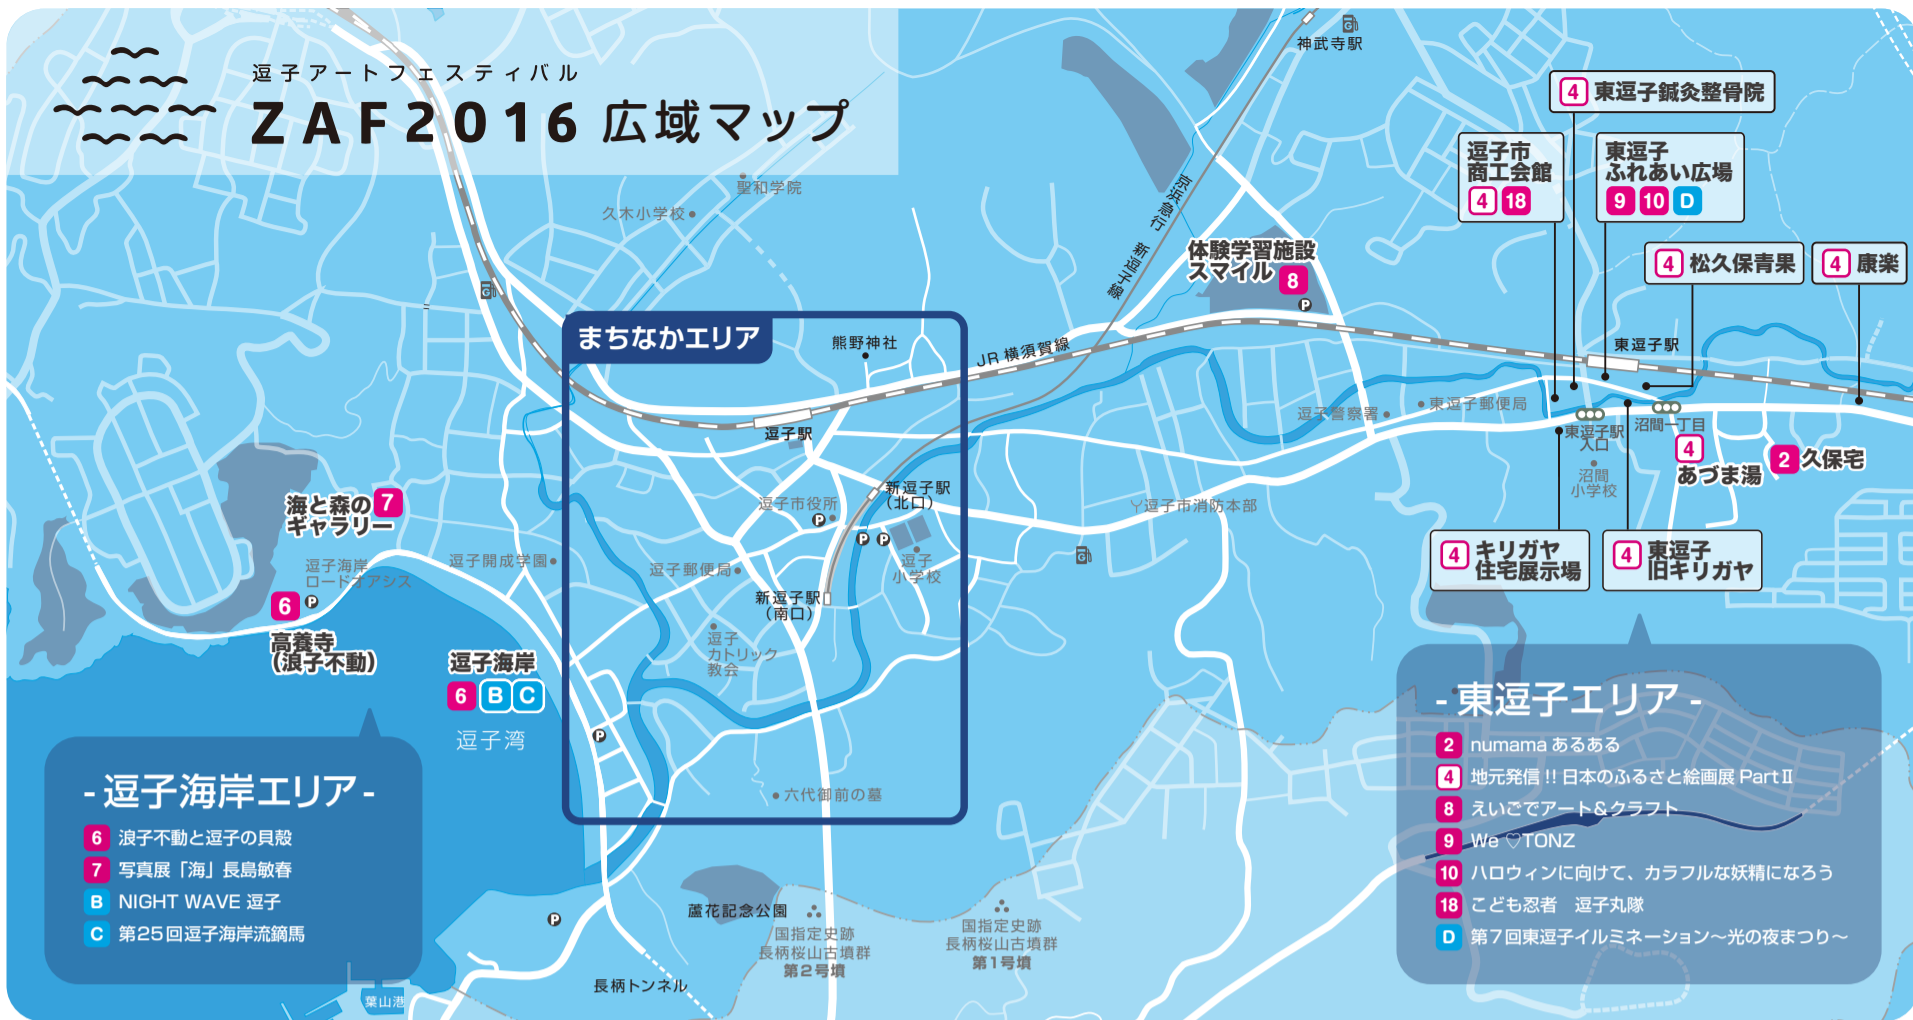 逗子アートフェスティバル
ZAF2016 広域マップ
神武寺駅
G
4 東逗子鍼灸整骨院
逗子市
商工会館
4 18
東逗子
ふれあい広場
9 10 D
4 松久保青果
4 康楽
聖和学院
久木小学校
京浜急行 新逗子線
体験学習施設
スマイル 8
P
G
まちなかエリア
熊野神社
JR 横須賀線
東逗子駅
逗子駅
逗子警察署
東逗子郵便局
東逗子駅
入口
沼間一丁目
4
あづま湯
2 久保宅
沼間
小学校
海と森の
ギャラリー 7
逗子市役所
P
新逗子駅
(北口)
P P
逗子市消防本部
G
逗子海岸
ロードオアシス
6 P
高養寺
(浪子不動)
逗子開成学園
逗子郵便局
逗子
小学校
新逗子駅
(南口)
4 キリガヤ
住宅展示場
4 東逗子
旧キリガヤ
逗子
カトリック
教会
逗子海岸
6 B C
逗子湾
P
六代御前の墓
- 逗子海岸エリア -
6 浪子不動と逗子の貝殻
7 写真展「海」長島敏春
B NIGHT WAVE 逗子
C 第25回逗子海岸流鏑馬
- 東逗子エリア -
2 numama あるある
4 地元発信!! 日本のふるさと絵画展 PartⅡ
8 えいごでアート&クラフト
9 We ♡TONZ
10 ハロウィンに向けて、カラフルな妖精になろう
18 こども忍者 逗子丸隊
D 第7回東逗子イルミネーション〜光の夜まつり〜
P
蘆花記念公園
国指定史跡
長柄桜山古墳群
第2号墳
国指定史跡
長柄桜山古墳群
第1号墳
長柄トンネル
葉山港